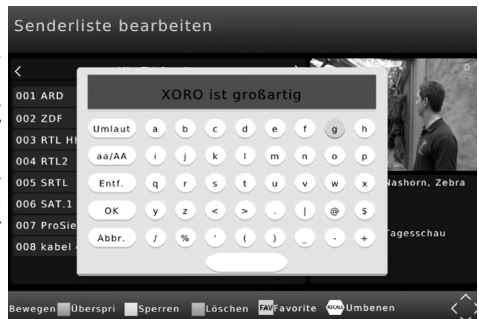 Senderliste bearbeiten
001 ARD
002 ZDF
003 RTL
004 RTL2
005 SRTL
006 SAT.1
007 ProSie
008 kabel
XORO ist großartig
Umlaut a b c d e f g h
aa/AA i j k l m n o p
Entf. q r s t u v w x
OK y z < > . | @ $
Abbr. / % ' ( ) _ - +
Nashorn, Zebra
Tagesschau
Bewegen Überspri Sperren Löschen FAV Favorite RECALL Umbenen